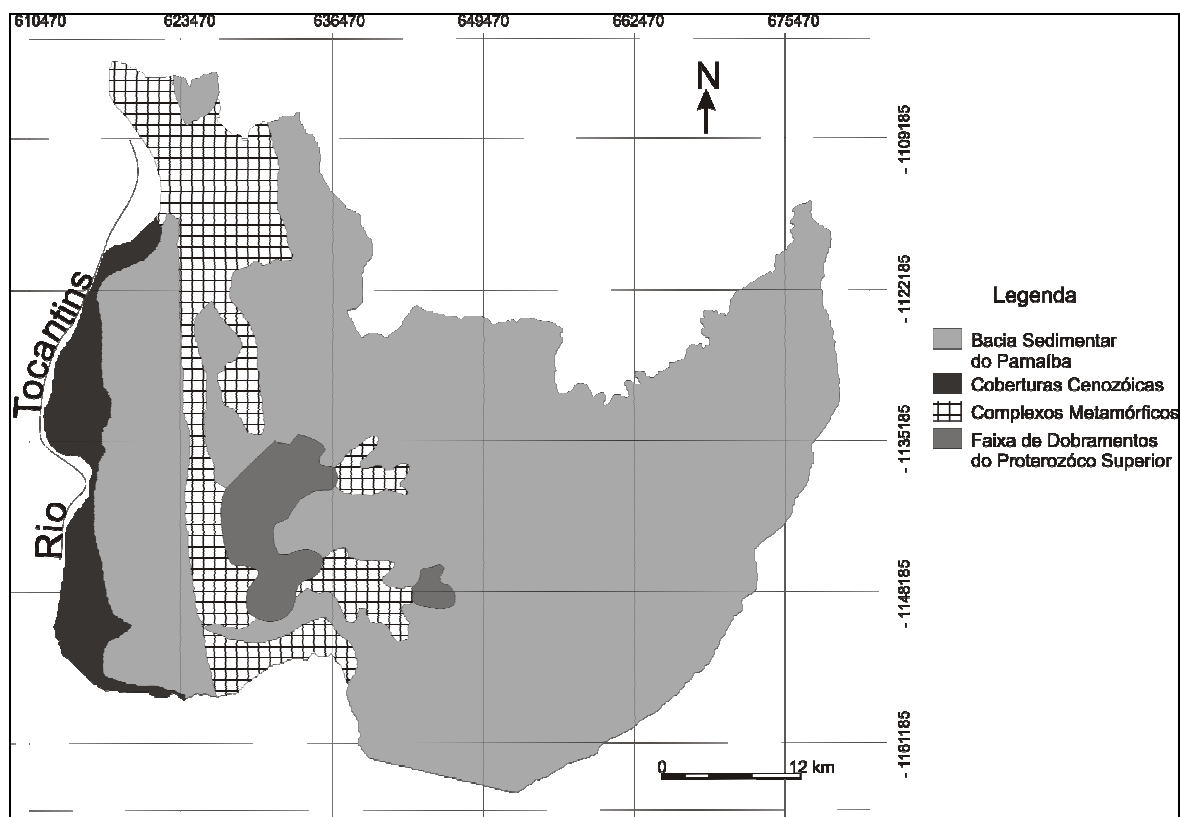 610470 623470 636470 649470 662470 675470
N
- 1109185
- 1122185
- 1135185
- 1148185
- 1161185
Rio Tocantins
Legenda
Bacia Sedimentar
do Parnaíba
Coberturas Cenozóicas
Complexos Metamórficos
Faixa de Dobramentos
do Proterozóco Superior
0 12 km